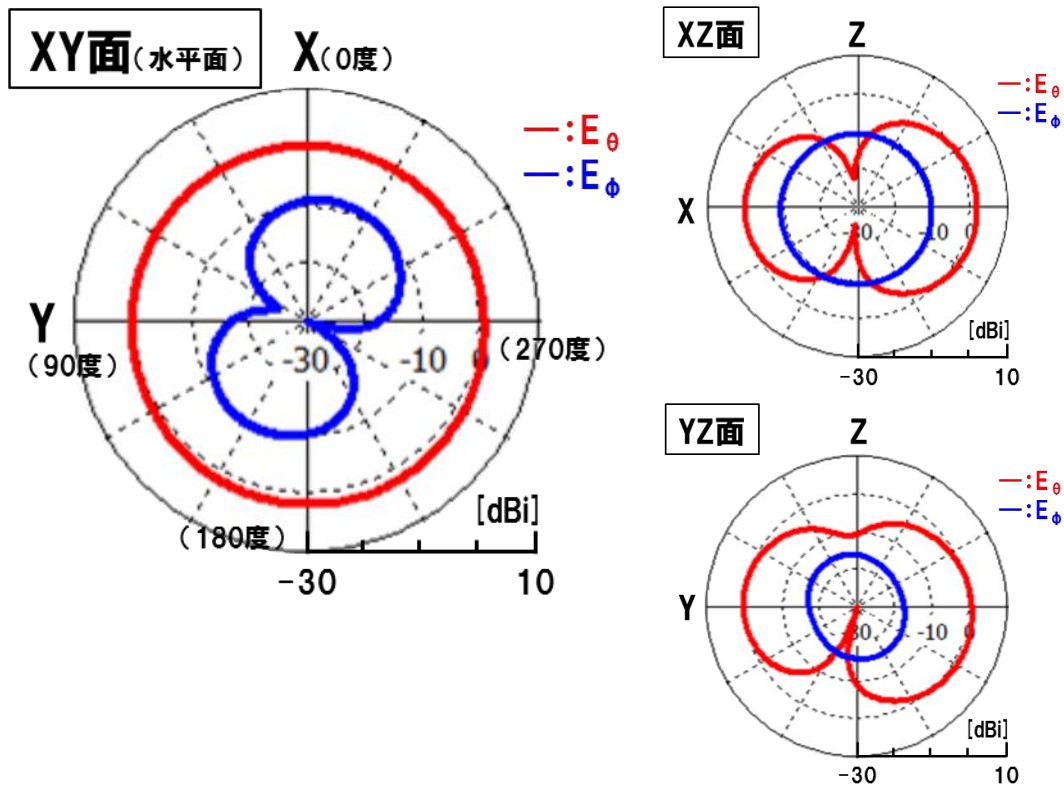 XY面(水平面)
X(0度)
—:Eθ
—:Eφ
Y
(90度)
-30
-10
0
(270度)
(180度)
[dBi]
-30
10
XZ面
Z
—:Eθ
—:Eφ
X
-30
-10
0
[dBi]
-30
10
YZ面
Z
—:Eθ
—:Eφ
Y
-30
-10
0
[dBi]
-30
10